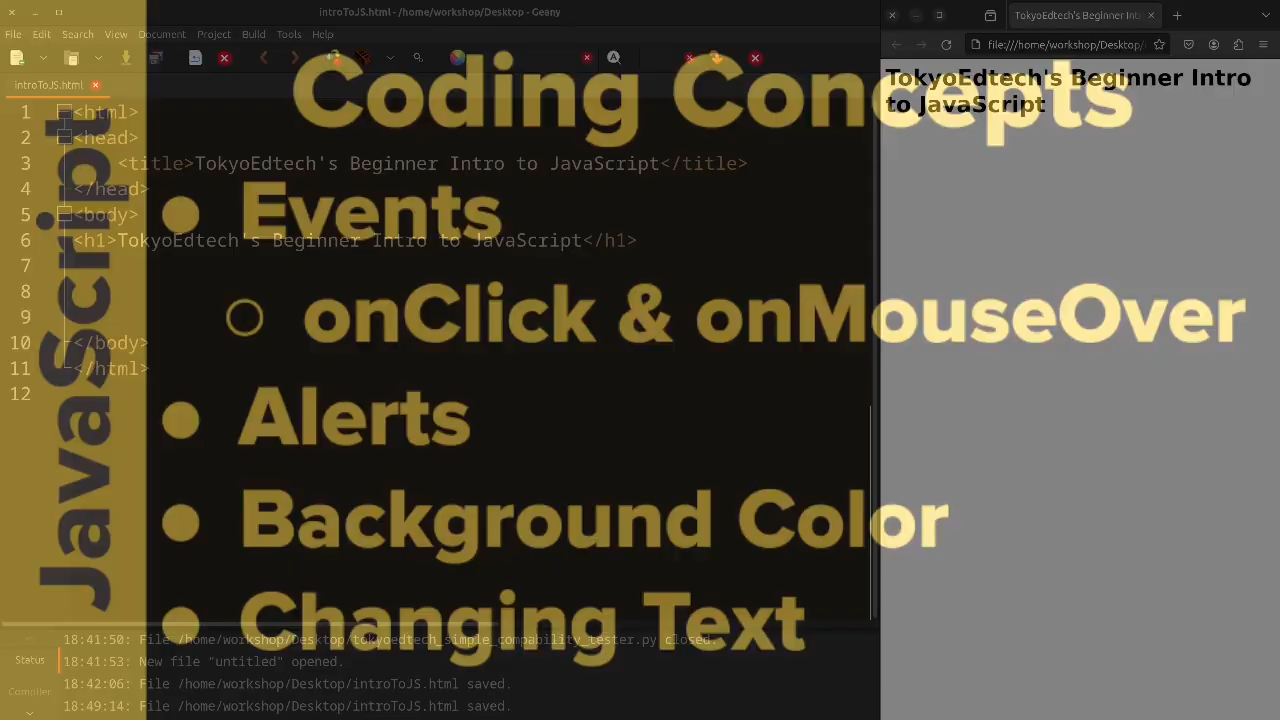 introToJS.html - /home/workshop/Desktop - Geany
File Edit Search View Document Project Build Tools Help
introToJS.html
1 <html>
2 <head>
3 <title>TokyoEdtech's Beginner Intro to JavaScript</title>
4 </head>
5 <body>
6 <h1>TokyoEdtech's Beginner Intro to JavaScript</h1>
7
8
9
10 </body>
11 </html>
12
Status
Compiler
18:41:50: File /home/workshop/Desktop/tokyoedtech_simple_compability_tester.py closed.
18:41:53: New file "untitled" opened.
18:42:06: File /home/workshop/Desktop/introToJS.html saved.
18:49:14: File /home/workshop/Desktop/introToJS.html saved.
TokyoEdtech's Beginner Int
file:///home/workshop/Desktop/
TokyoEdtech's Beginner Intro
to JavaScript
JavaScript
Coding Concepts
Events
onClick & onMouseOver
Alerts
Background Color
Changing Text